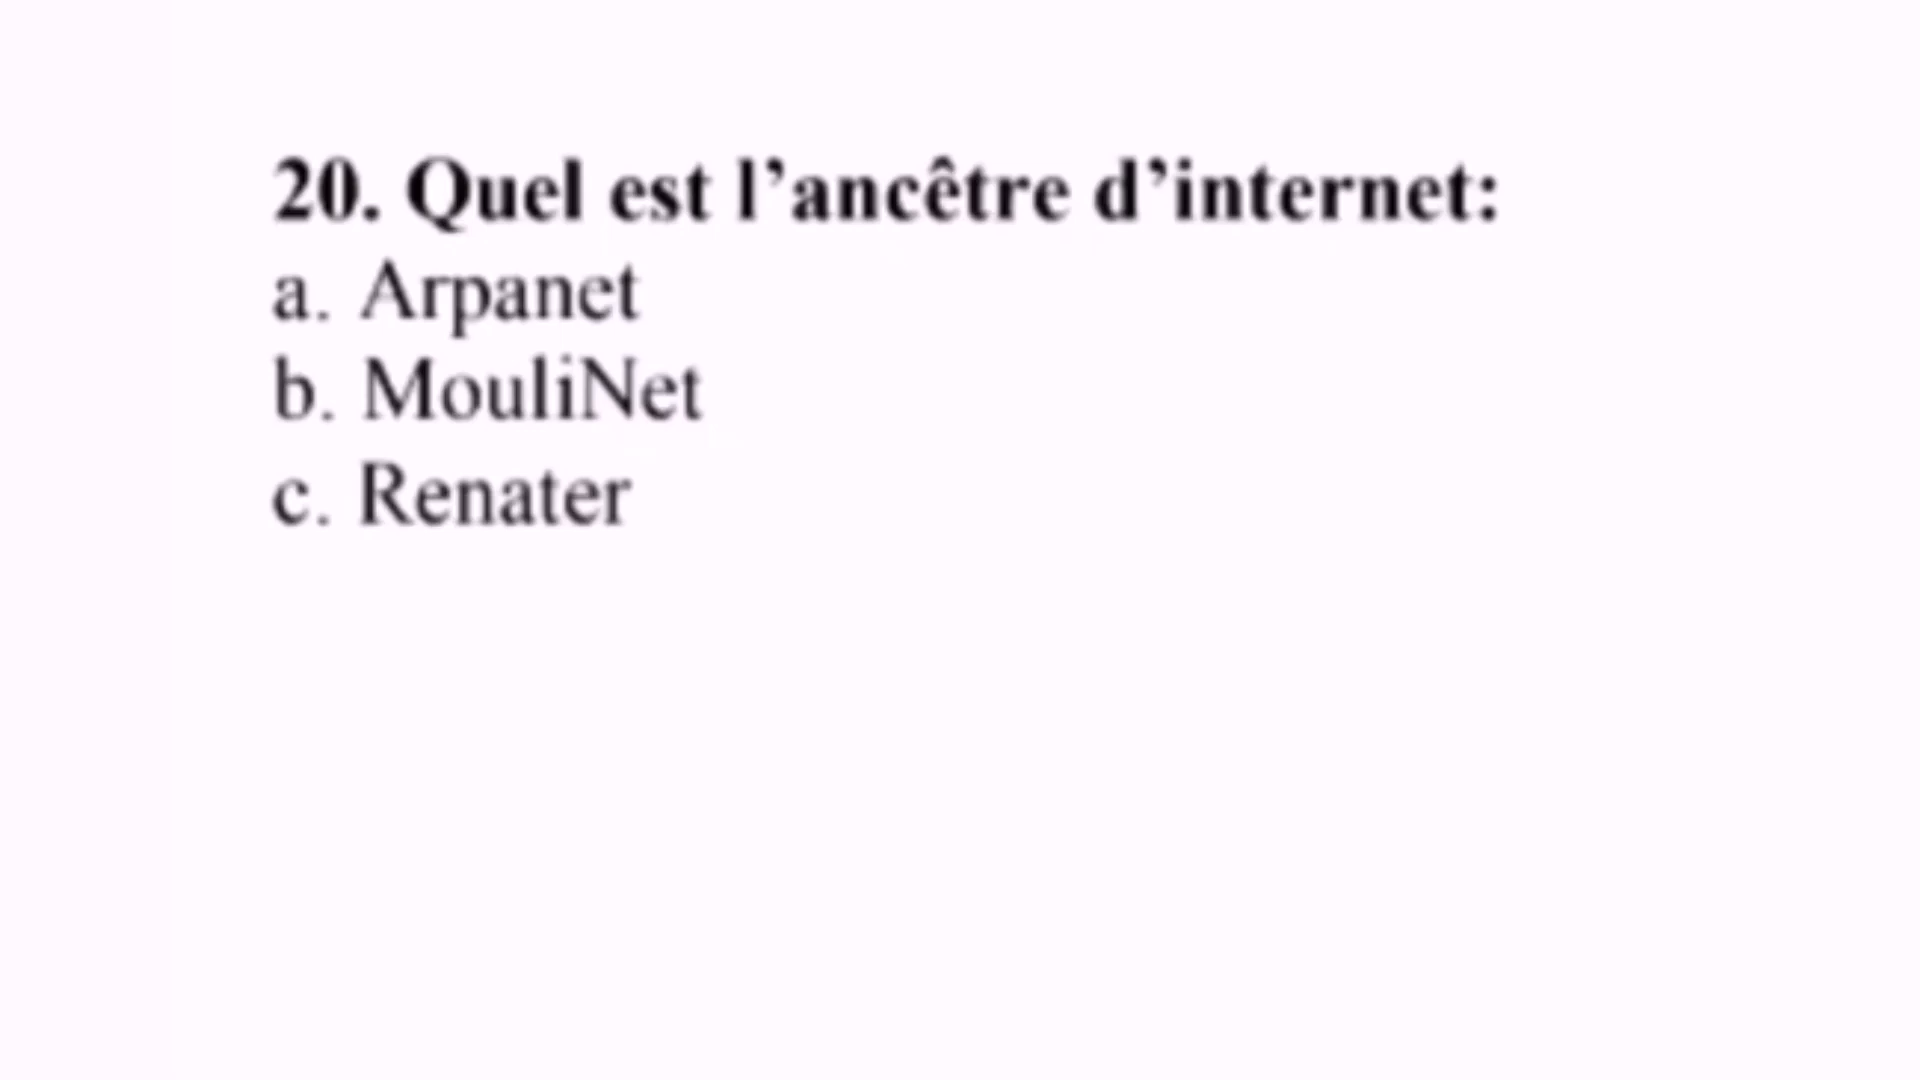 20. Quel est l’ancêtre d’internet:
a. Arpanet
b. MouliNet
c. Renater